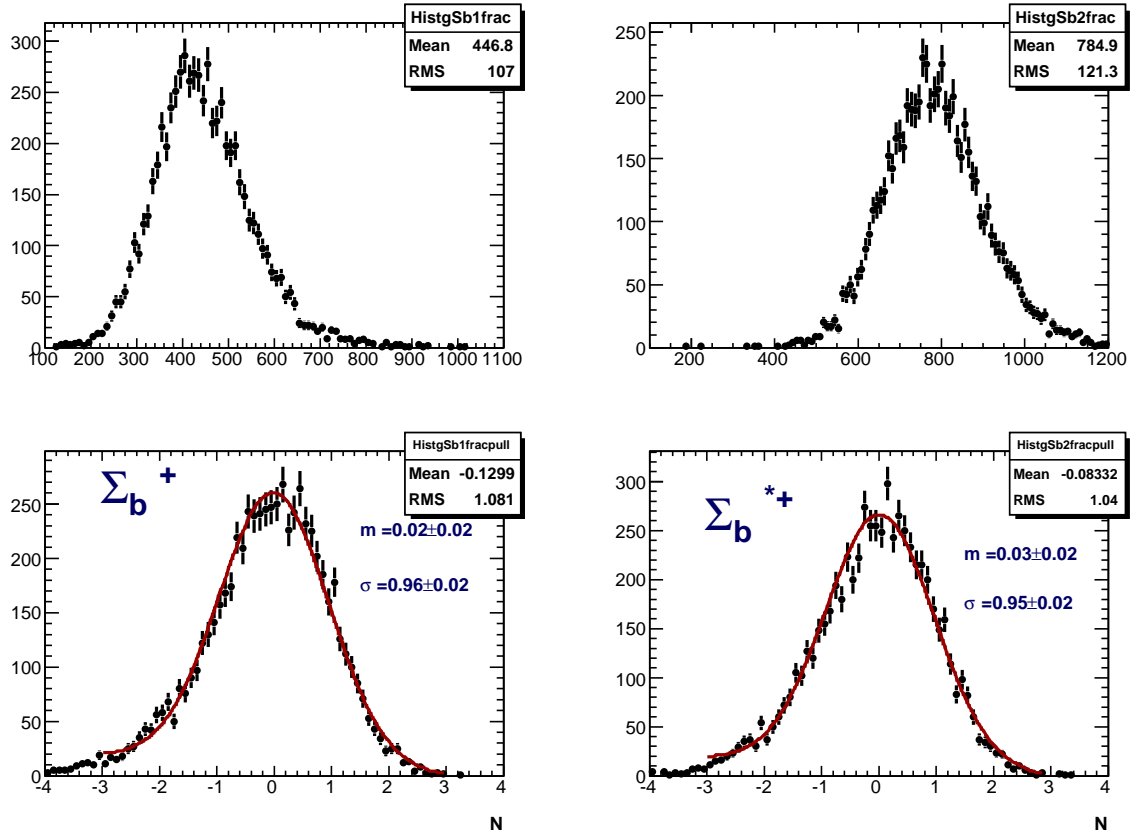 HistgSb1frac
Mean 446.8
RMS 107
300
250
200
150
100
50
0
100 200 300 400 500 600 700 800 900 1000 1100
HistgSb2frac
Mean 784.9
RMS 121.3
250
200
150
100
50
0
200 400 600 800 1000 1200
HistgSb1fracpull
Mean -0.1299
RMS 1.081
Σb +
m =0.02±0.02
σ =0.96±0.02
250
200
150
100
50
0
-4 -3 -2 -1 0 1 2 3 4
N
HistgSb2fracpull
Mean -0.08332
RMS 1.04
Σb *+
m =0.03±0.02
σ =0.95±0.02
300
250
200
150
100
50
0
-4 -3 -2 -1 0 1 2 3 4
N